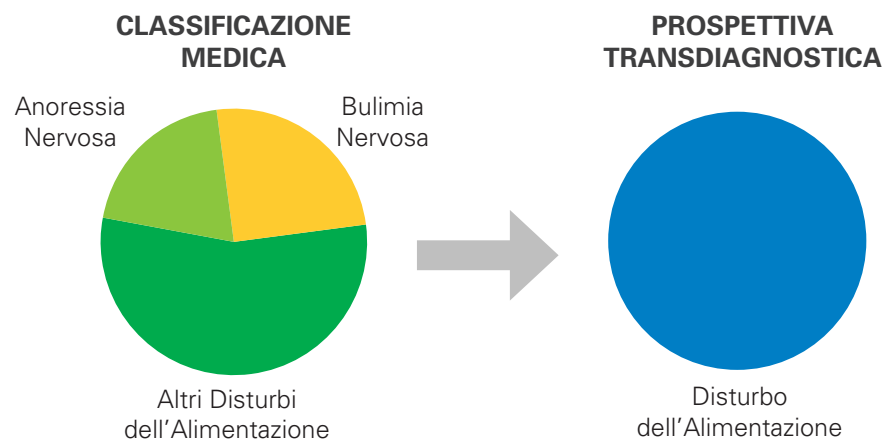 CLASSIFICAZIONE
MEDICA
Anoressia
Nervosa
Bulimia
Nervosa
Altri Disturbi
dell'Alimentazione
PROSPETTIVA
TRANSDIAGNOSTICA
Disturbo
dell'Alimentazione